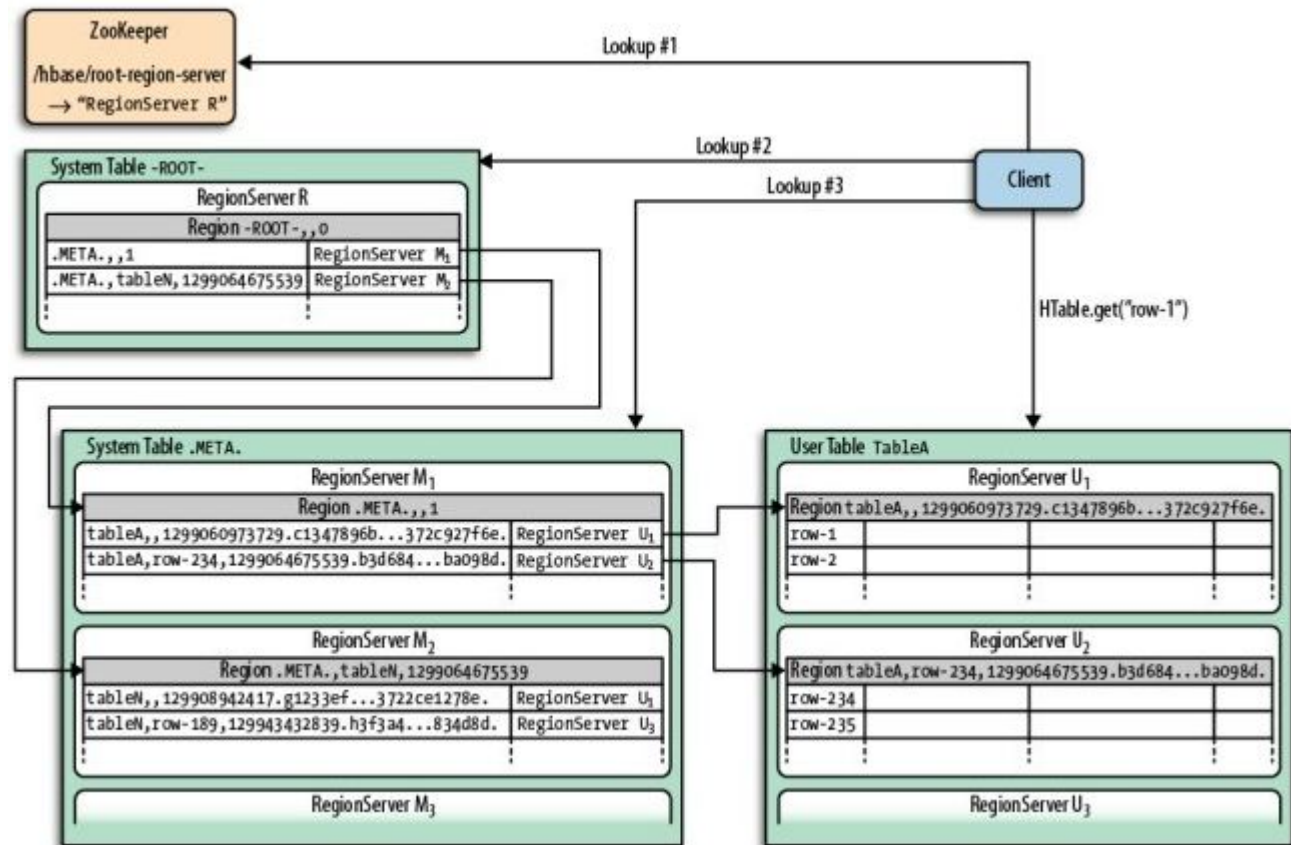 ZooKeeper
/hbase/root-region-server
→ "RegionServer R"
Lookup #1
Lookup #2
Lookup #3
Client
HTable.get("row-1")
System Table -ROOT-
RegionServer R
Region -ROOT-,,0
.META.,,1 RegionServer M₁
.META.,tableN,1299064675539 RegionServer M₂
System Table .META.
RegionServer M₁
Region .META.,,1
tableA,,1299060973729.c1347896b...372c927f6e. RegionServer U₁
tableA,row-234,1299064675539.b3d684...ba098d. RegionServer U₂
RegionServer M₂
Region .META.,tableN,1299064675539
tableN,,129908942417.g1233ef...3722ce1278e. RegionServer U₁
tableN,row-189,129943432839.h3f3a4...834d8d. RegionServer U₃
RegionServer M₃
User Table TableA
RegionServer U₁
Region tableA,,1299060973729.c1347896b...372c927f6e.
row-1
row-2
RegionServer U₂
Region tableA,row-234,1299064675539.b3d684...ba098d.
row-234
row-235
RegionServer U₃